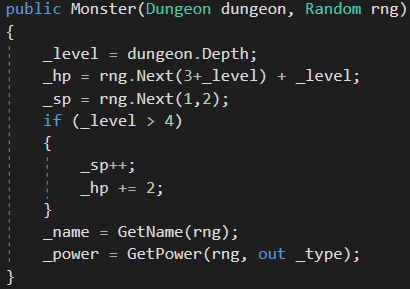 public Monster(Dungeon dungeon, Random rng)
{
    _level = dungeon.Depth;
    _hp = rng.Next(3+_level) + _level;
    _sp = rng.Next(1,2);
    if (_level > 4)
    {
        _sp++;
        _hp += 2;
    }
    _name = GetName(rng);
    _power = GetPower(rng, out _type);
}